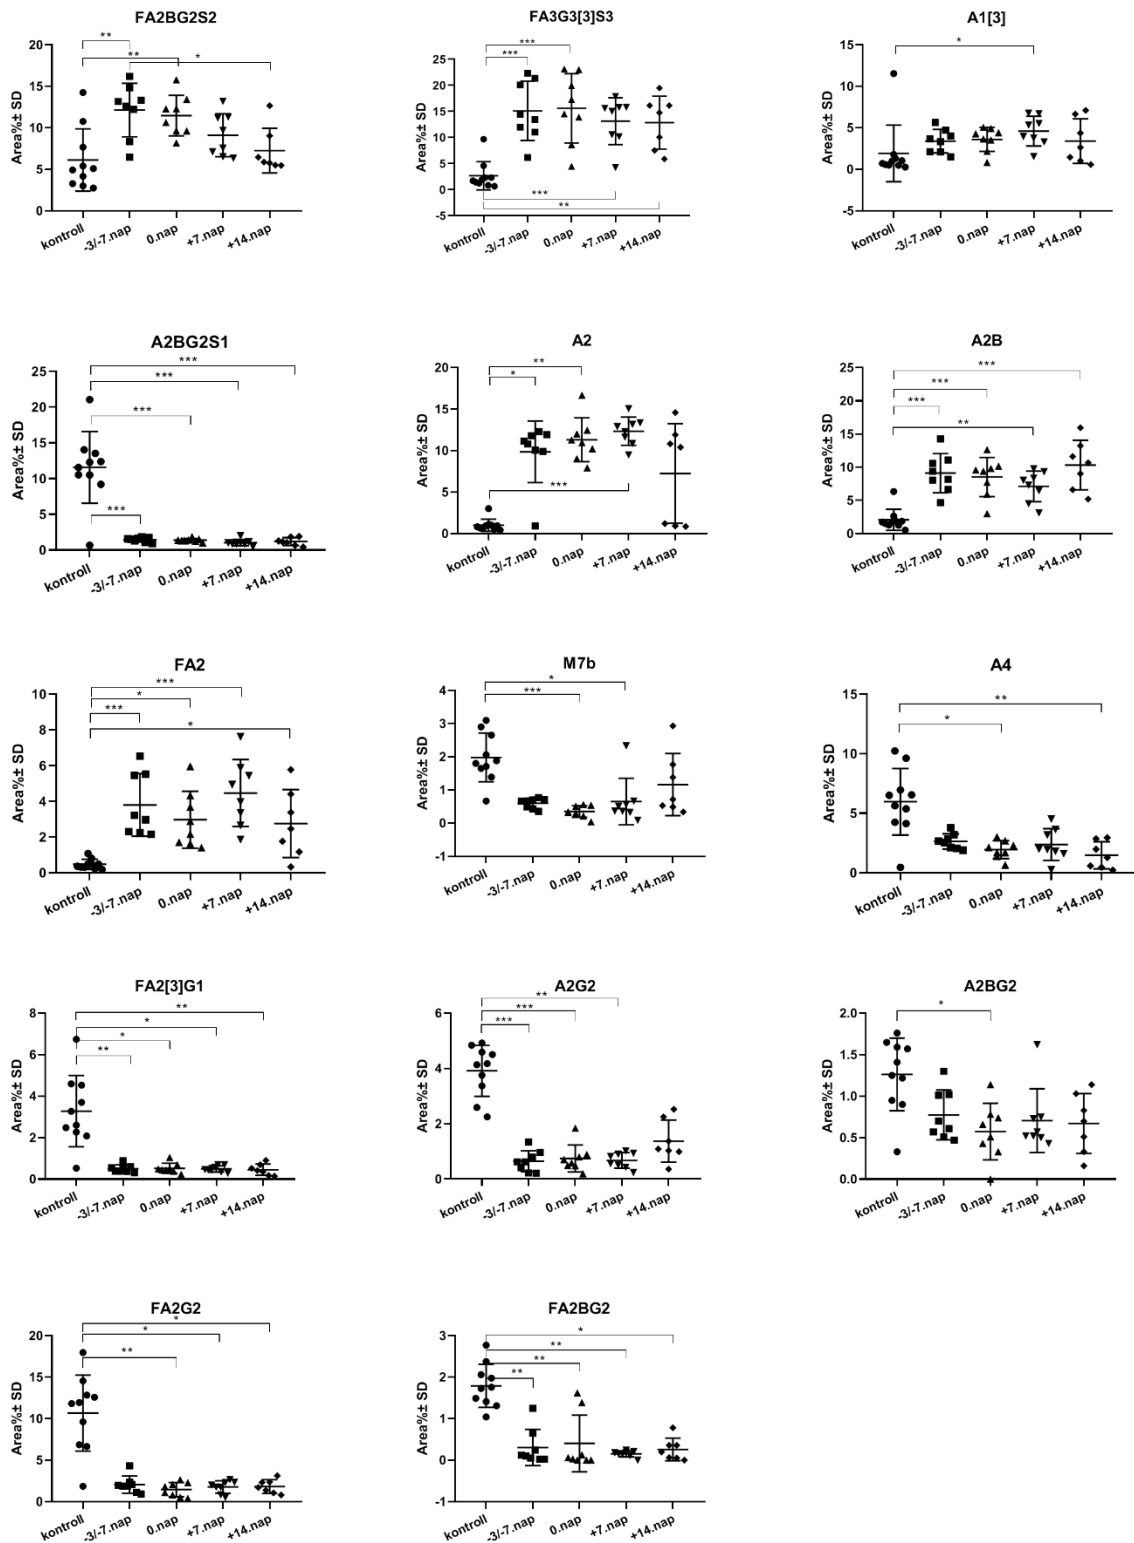 FA2BG2S2
Area%± SD
20
15
10
5
0
**
**
*
kontroll
-3/-7.nap
0.nap
+7.nap
+14.nap
FA3G3[3]S3
Area%± SD
25
20
15
10
5
0
-5
***
***
***
**
kontroll
-3/-7.nap
0.nap
+7.nap
+14.nap
A1[3]
Area%± SD
15
10
5
0
-5
*
kontroll
-3/-7.nap
0.nap
+7.nap
+14.nap
A2BG2S1
Area%± SD
25
20
15
10
5
0
***
***
***
***
kontroll
-3/-7.nap
0.nap
+7.nap
+14.nap
A2
Area%± SD
20
15
10
5
0
**
*
***
kontroll
-3/-7.nap
0.nap
+7.nap
+14.nap
A2B
Area%± SD
25
20
15
10
5
0
***
***
***
**
kontroll
-3/-7.nap
0.nap
+7.nap
+14.nap
FA2
Area%± SD
10
8
6
4
2
0
***
*
***
*
kontroll
-3/-7.nap
0.nap
+7.nap
+14.nap
M7b
Area%± SD
4
3
2
1
0
-1
*
***
kontroll
-3/-7.nap
0.nap
+7.nap
+14.nap
A4
Area%± SD
15
10
5
0
**
*
kontroll
-3/-7.nap
0.nap
+7.nap
+14.nap
FA2[3]G1
Area%± SD
8
6
4
2
0
**
*
*
**
kontroll
-3/-7.nap
0.nap
+7.nap
+14.nap
A2G2
Area%± SD
6
4
2
0
**
***
***
kontroll
-3/-7.nap
0.nap
+7.nap
+14.nap
A2BG2
Area%± SD
2.0
1.5
1.0
0.5
0.0
*
kontroll
-3/-7.nap
0.nap
+7.nap
+14.nap
FA2G2
Area%± SD
20
15
10
5
0
*
*
**
kontroll
-3/-7.nap
0.nap
+7.nap
+14.nap
FA2BG2
Area%± SD
3
2
1
0
-1
*
**
**
**
kontroll
-3/-7.nap
0.nap
+7.nap
+14.nap